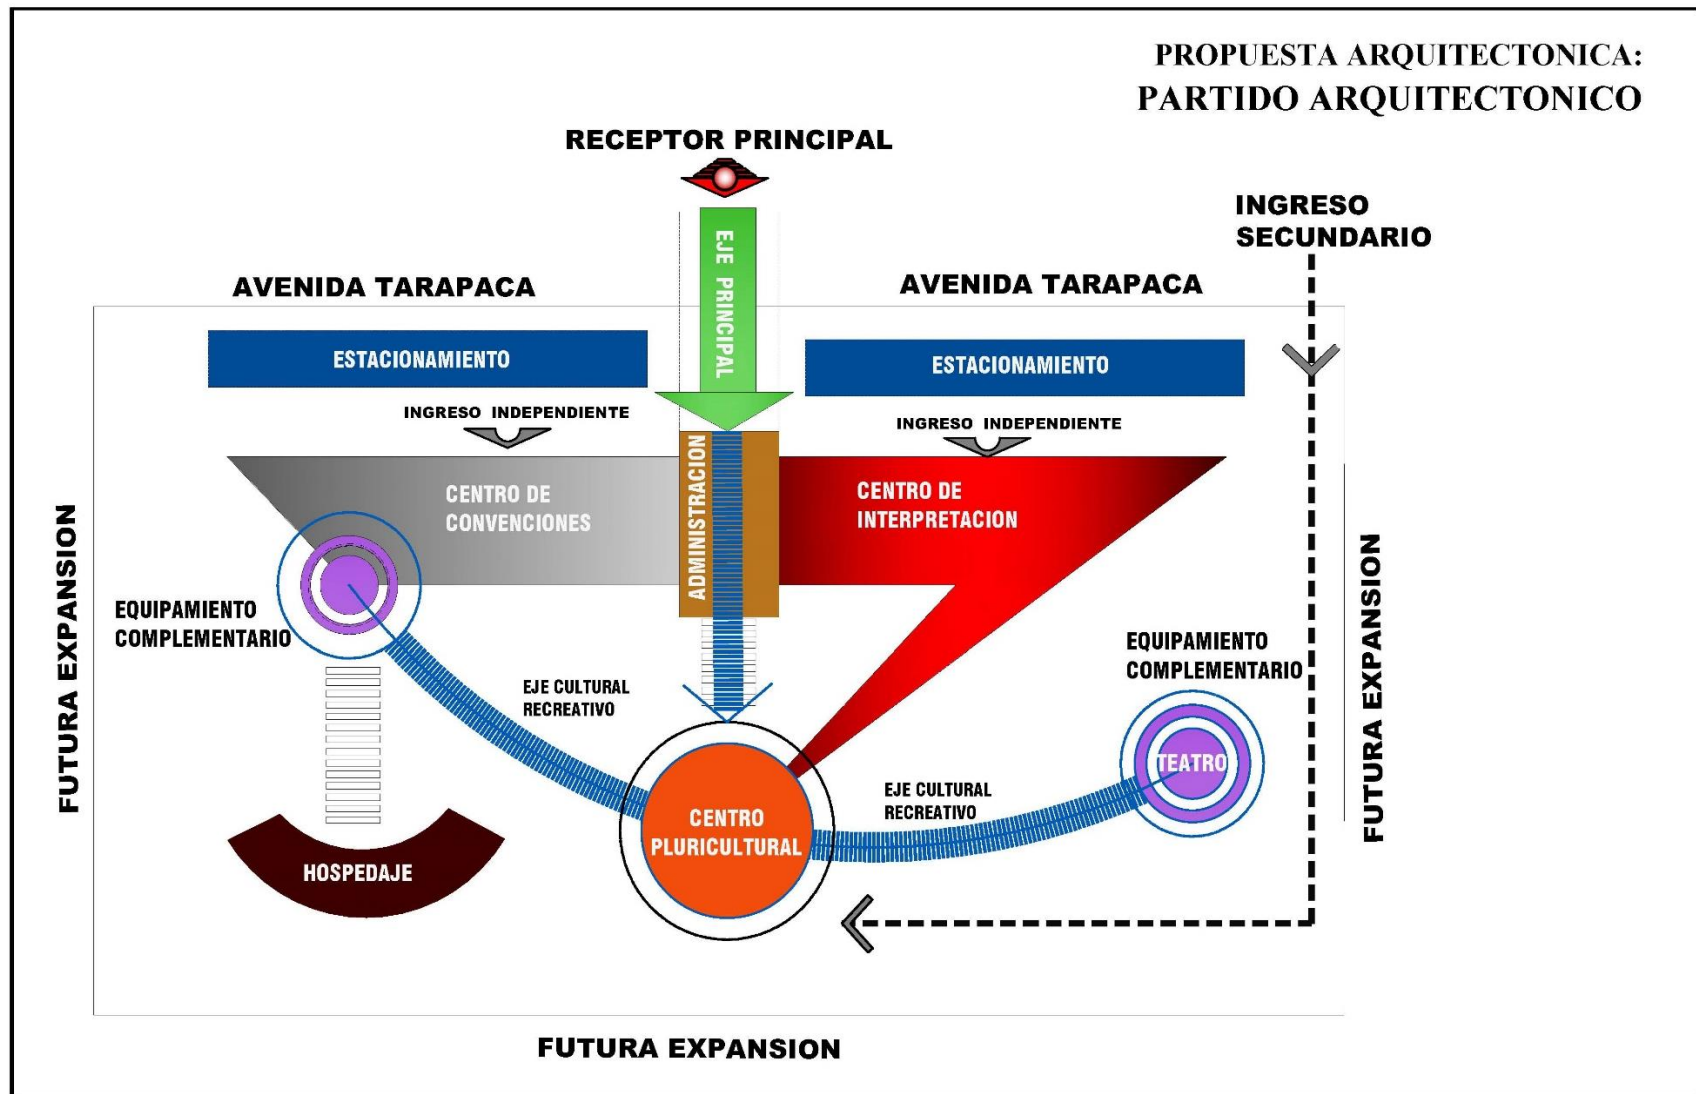 PROPUESTA ARQUITECTONICA:
PARTIDO ARQUITECTONICO
RECEPTOR PRINCIPAL
INGRESO
SECUNDARIO
EJE PRINCIPAL
AVENIDA TARAPACA
AVENIDA TARAPACA
ESTACIONAMIENTO
ESTACIONAMIENTO
INGRESO INDEPENDIENTE
INGRESO INDEPENDIENTE
CENTRO DE
CONVENCIONES
ADMINISTRACION
CENTRO DE
INTERPRETACION
FUTURA EXPANSION
FUTURA EXPANSION
EQUIPAMIENTO
COMPLEMENTARIO
EQUIPAMIENTO
COMPLEMENTARIO
EJE CULTURAL
RECREATIVO
TEATRO
EJE CULTURAL
RECREATIVO
CENTRO
PLURICULTURAL
HOSPEDAJE
FUTURA EXPANSION